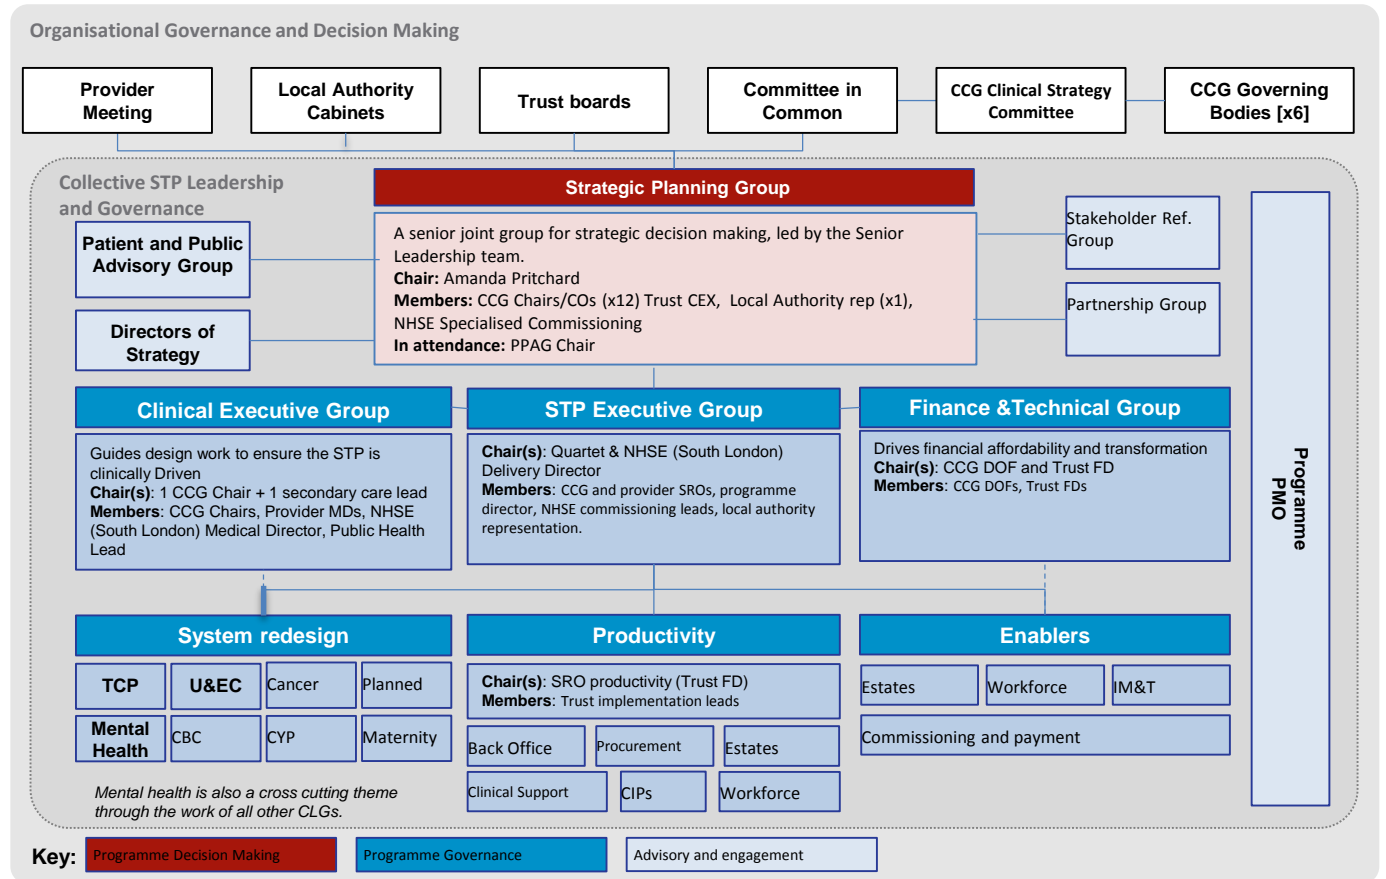 Organisational Governance and Decision Making
Provider
Meeting
Local Authority
Cabinets
Trust boards
Committee in
Common
CCG Clinical Strategy
Committee
CCG Governing
Bodies [x6]
Collective STP Leadership
and Governance
Strategic Planning Group
Patient and Public
Advisory Group
Directors of
Strategy
A senior joint group for strategic decision making, led by the Senior
Leadership team.
Chair: Amanda Pritchard
Members: CCG Chairs/COs (x12) Trust CEX, Local Authority rep (x1),
NHSE Specialised Commissioning
In attendance: PPAG Chair
Stakeholder Ref.
Group
Partnership Group
Programme
PMO
Clinical Executive Group
Guides design work to ensure the STP is
clinically Driven
Chair(s): 1 CCG Chair + 1 secondary care lead
Members: CCG Chairs, Provider MDs, NHSE
(South London) Medical Director, Public Health
Lead
STP Executive Group
Chair(s): Quartet & NHSE (South London)
Delivery Director
Members: CCG and provider SROs, programme
director, NHSE commissioning leads, local authority
representation.
Finance &Technical Group
Drives financial affordability and transformation
Chair(s): CCG DOF and Trust FD
Members: CCG DOFs, Trust FDs
System redesign
TCP
U&EC
Cancer
Planned
Mental
Health
CBC
CYP
Maternity
Mental health is also a cross cutting theme
through the work of all other CLGs.
Productivity
Chair(s): SRO productivity (Trust FD)
Members: Trust implementation leads
Back Office
Procurement
Estates
Clinical Support
CIPs
Workforce
Enablers
Estates
Workforce
IM&T
Commissioning and payment
Key:
Programme Decision Making
Programme Governance
Advisory and engagement